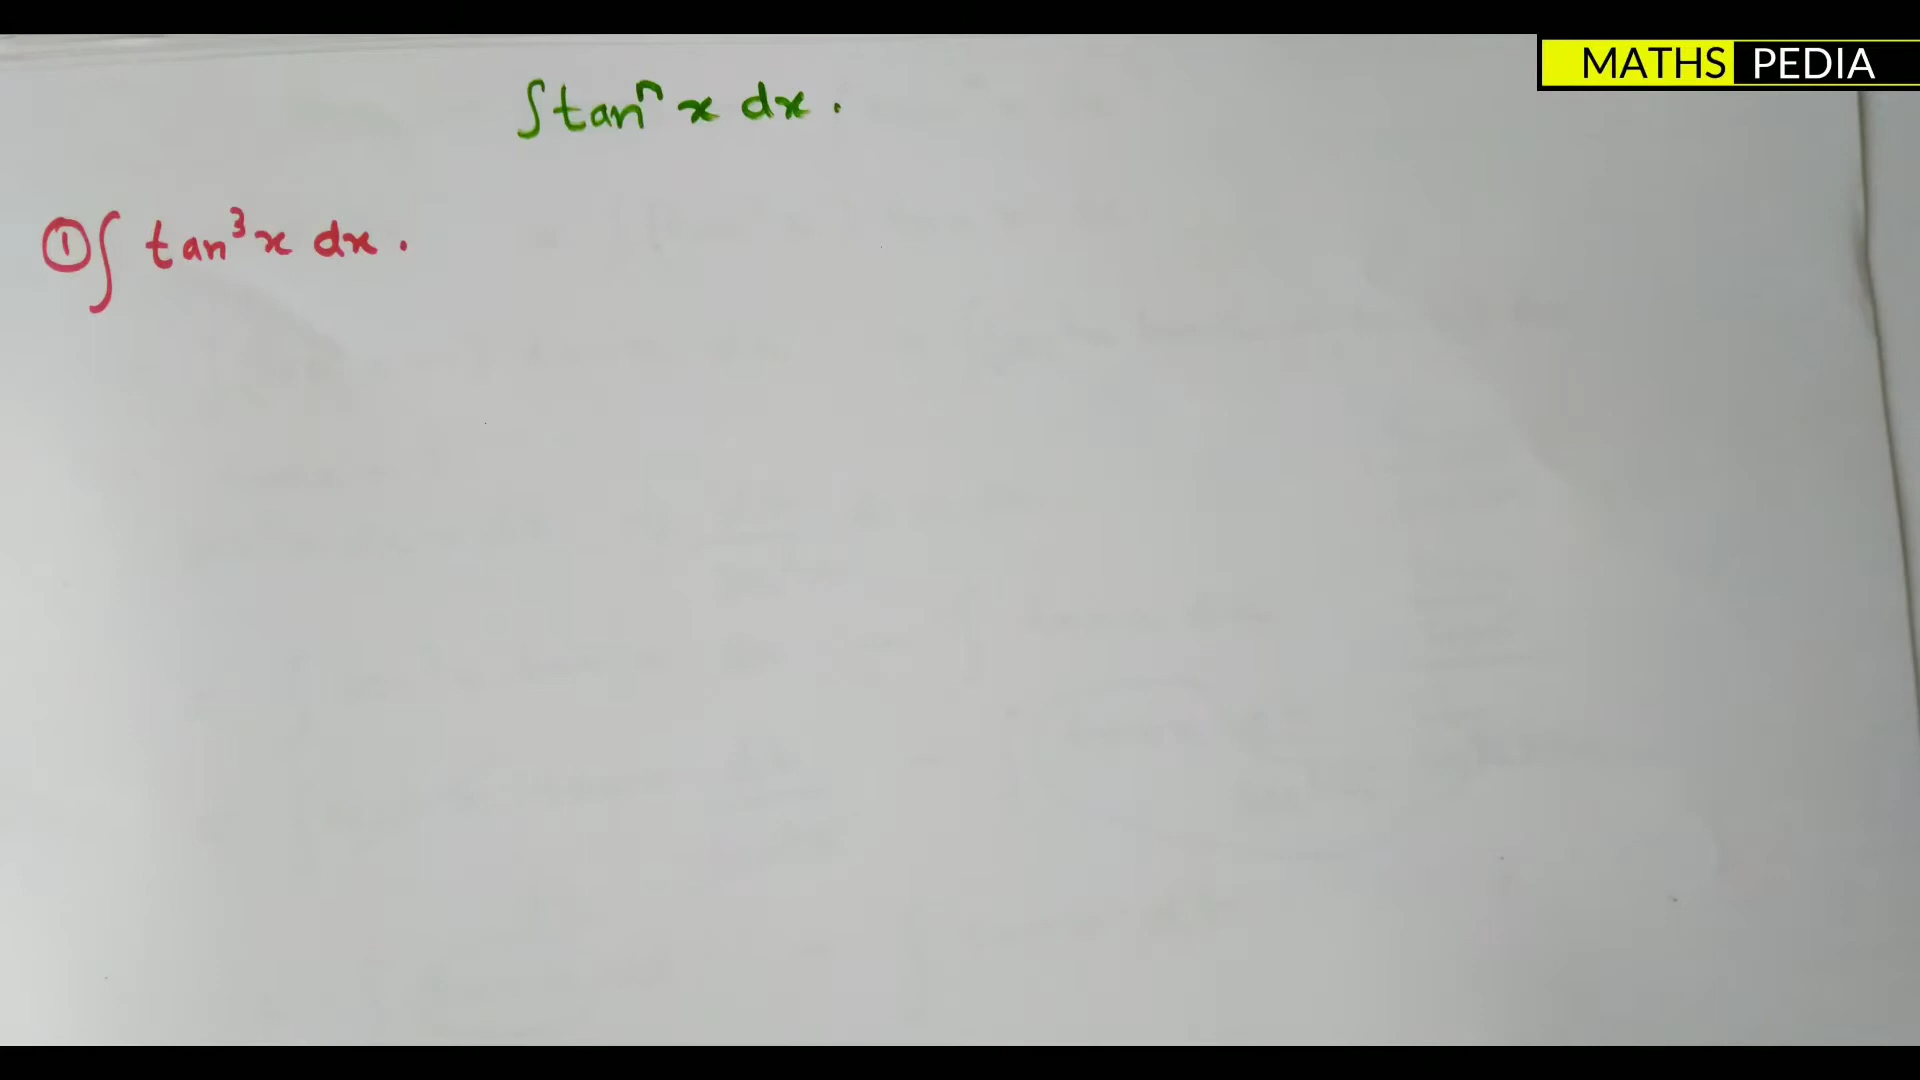 MATHS PEDIA
∫tanⁿ x dx.
① ∫ tan³x dx.